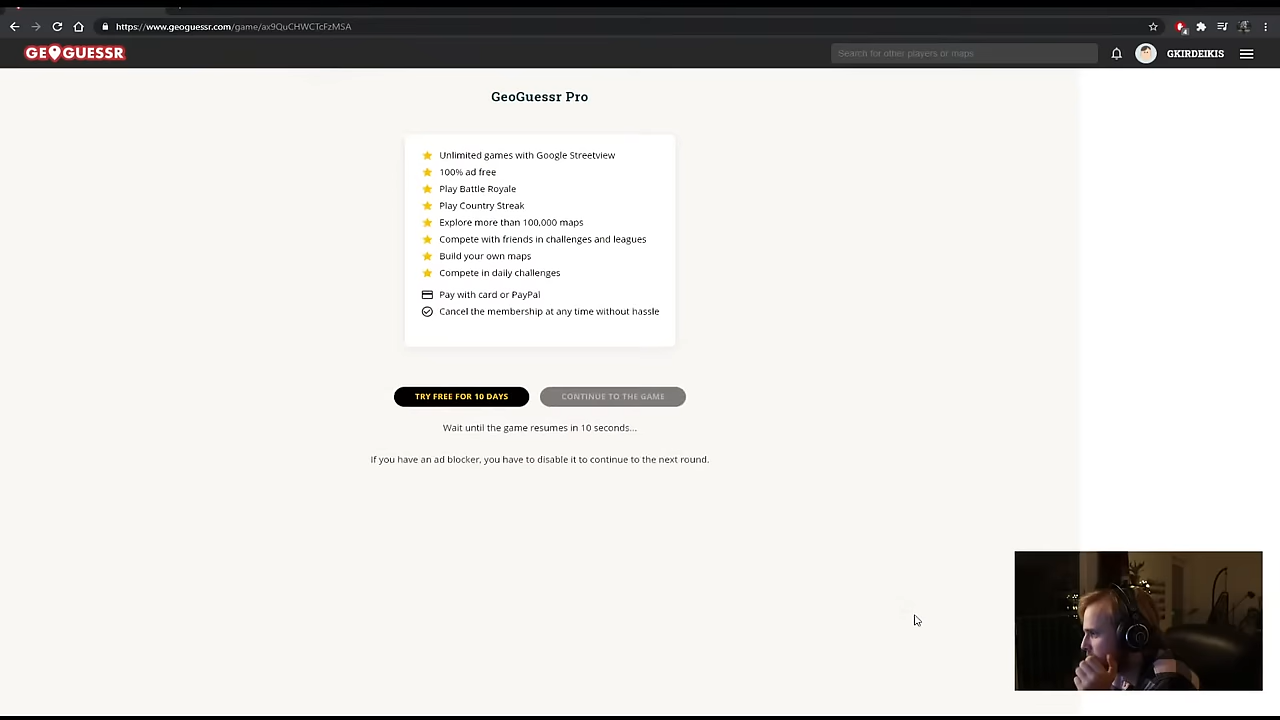 https://www.geoguessr.com/game/ax9QuCHWCTcFzMSA
GEOGUESSR
Search for other players or maps
GKIRDEIKIS
GeoGuessr Pro
Unlimited games with Google Streetview
100% ad free
Play Battle Royale
Play Country Streak
Explore more than 100,000 maps
Compete with friends in challenges and leagues
Build your own maps
Compete in daily challenges
Pay with card or PayPal
Cancel the membership at any time without hassle
TRY FREE FOR 10 DAYS
CONTINUE TO THE GAME
Wait until the game resumes in 10 seconds...
If you have an ad blocker, you have to disable it to continue to the next round.